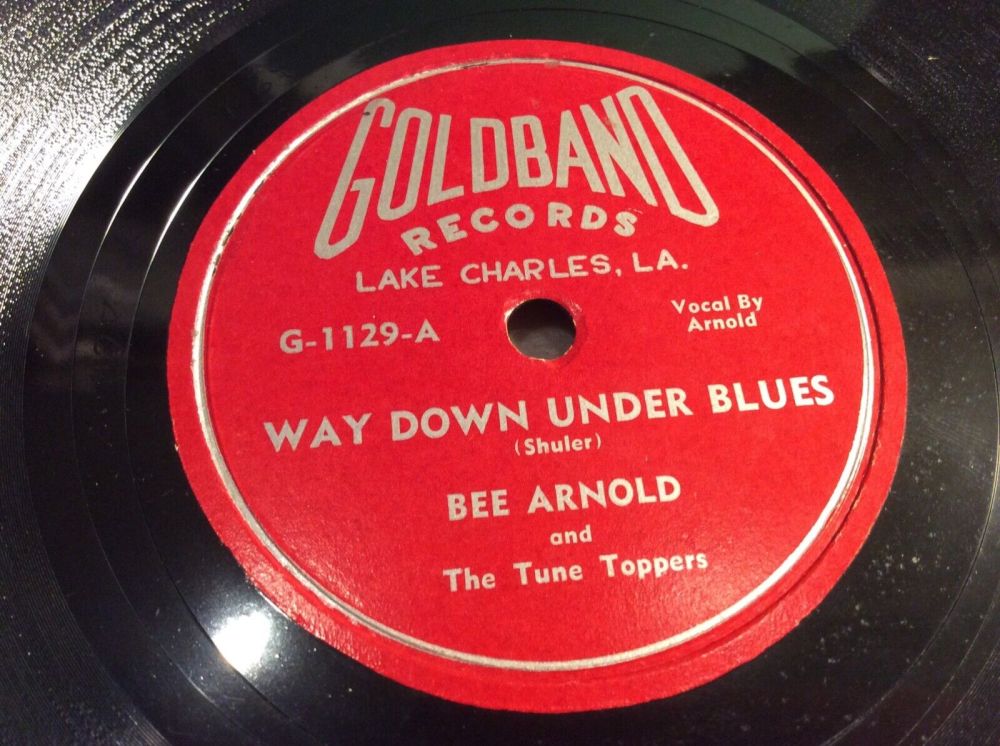 GOLDBAND
RECORDS
LAKE CHARLES, LA.
G-1129-A
Vocal By
Arnold
WAY DOWN UNDER BLUES
(Shuler)
BEE ARNOLD
and
The Tune Toppers